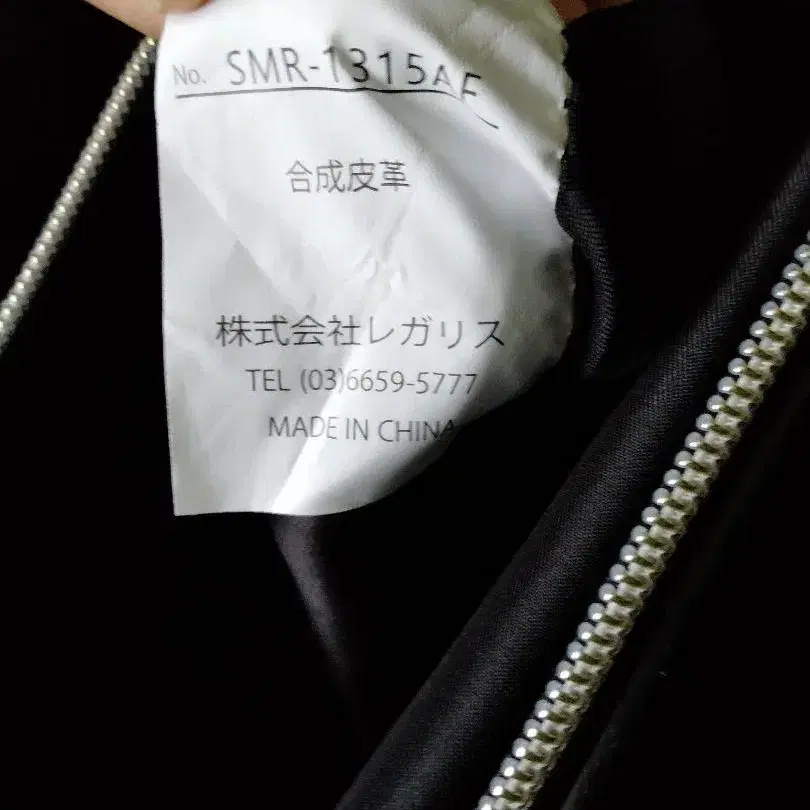 No. SMR-1315AE
合成皮革
株式会社レガリス
TEL (03)6659-5777
MADE IN CHINA